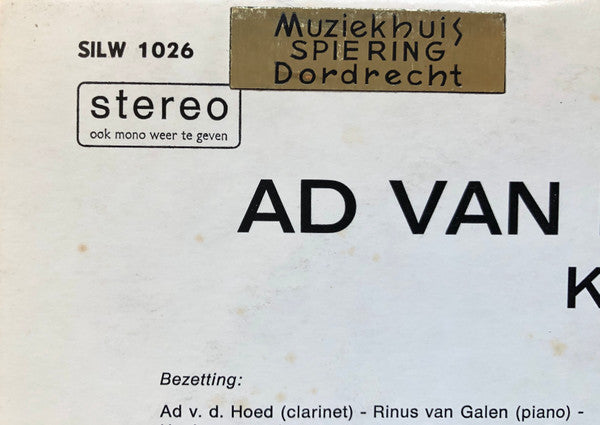 SILW 1026
Muziekhuis
SPIERING
Dordrecht
stereo
ook mono weer te geven
AD VAN
K
Bezetting:
Ad v. d. Hoed (clarinet) - Rinus van Galen (piano) -